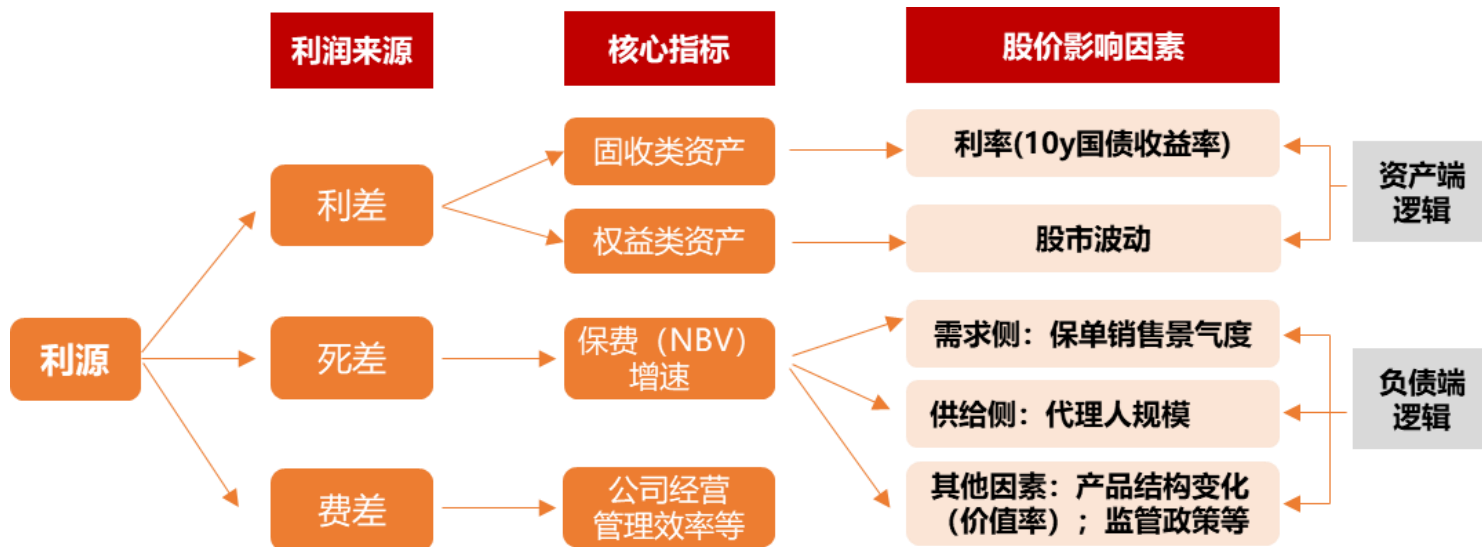 利润来源
核心指标
股价影响因素
利源
利差
死差
费差
固收类资产
权益类资产
保费（NBV）
增速
公司经营
管理效率等
利率(10y国债收益率)
股市波动
需求侧：保单销售景气度
供给侧：代理人规模
其他因素：产品结构变化
（价值率）；监管政策等
资产端
逻辑
负债端
逻辑